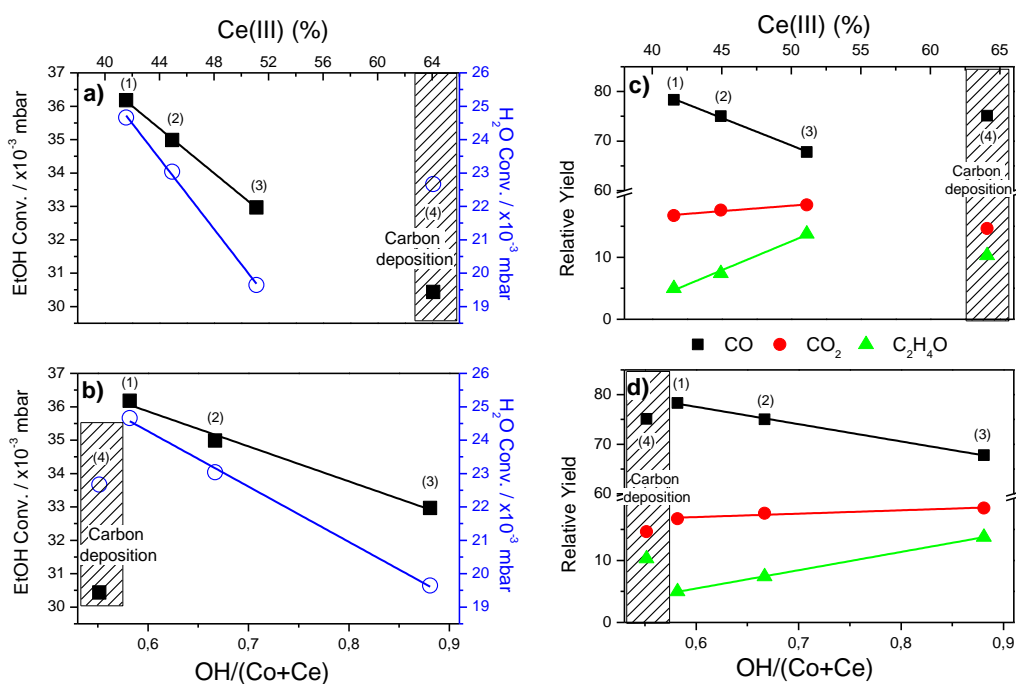 Ce(III) (%)
40 44 48 52 56 60 64
a)
37
36
35
34
33
32
31
30
EtOH Conv. / x10⁻³ mbar
(1)
(2)
(3)
(4)
Carbon
deposition
26
25
24
23
22
21
20
19
H₂O Conv. / x10⁻³ mbar
Ce(III) (%)
40 45 50 55 60 65
c)
80
70
60
10
0
Relative Yield
(1)
(2)
(3)
(4)
Carbon
deposition
CO CO₂ C₂H₄O
b)
37
36
35
34
33
32
31
30
EtOH Conv. / x10⁻³ mbar
(1)
(2)
(3)
(4)
Carbon
deposition
26
25
24
23
22
21
20
19
H₂O Conv. / x10⁻³ mbar
0,6 0,7 0,8 0,9
OH/(Co+Ce)
d)
80
70
60
10
0
Relative Yield
(1)
(2)
(3)
(4)
Carbon
deposition
0,6 0,7 0,8 0,9
OH/(Co+Ce)